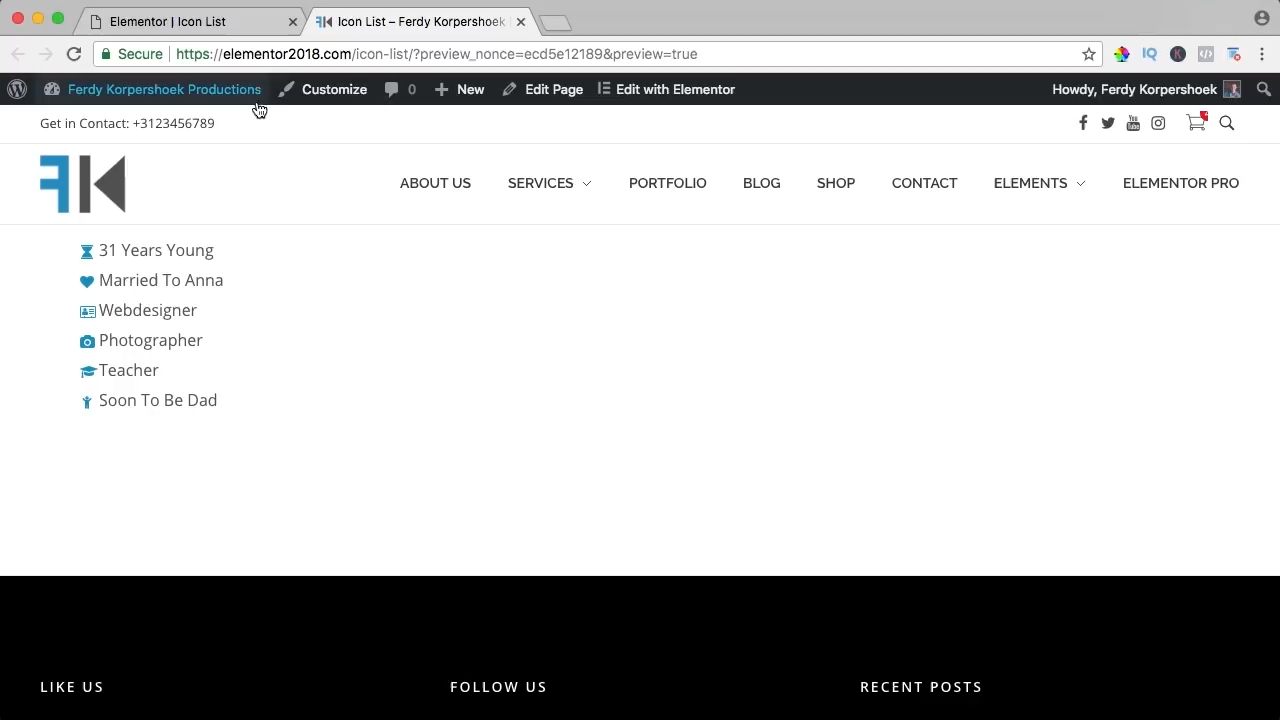 Elementor | Icon List
Icon List – Ferdy Korpershoek
Secure https://elementor2018.com/icon-list/?preview_nonce=ecd5e12189&preview=true
Ferdy Korpershoek Productions Customize 0 New Edit Page Edit with Elementor Howdy, Ferdy Korpershoek
Get in Contact: +3123456789
FK
ABOUT US SERVICES PORTFOLIO BLOG SHOP CONTACT ELEMENTS ELEMENTOR PRO
31 Years Young
Married To Anna
Webdesigner
Photographer
Teacher
Soon To Be Dad
LIKE US FOLLOW US RECENT POSTS